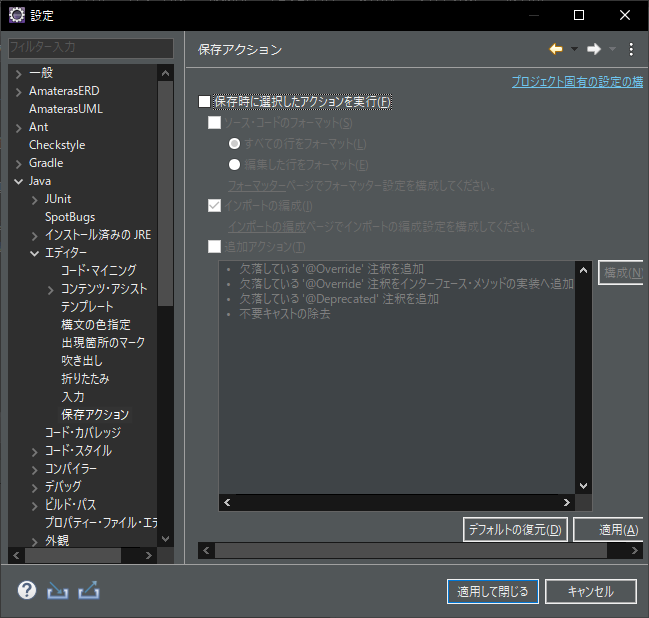 設定
フィルター入力
一般
AmaterasERD
AmaterasUML
Ant
Checkstyle
Gradle
Java
JUnit
SpotBugs
インストール済みの JRE
エディター
コード・マイニング
コンテンツ・アシスト
テンプレート
構文の色指定
出現箇所のマーク
吹き出し
折りたたみ
入力
保存アクション
コード・カバレッジ
コード・スタイル
コンパイラー
デバッグ
ビルド・パス
プロパティー・ファイル・エデ
外観
保存アクション
プロジェクト固有の設定の構
保存時に選択したアクションを実行(F)
ソース・コードのフォーマット(S)
すべての行をフォーマット(L)
編集した行をフォーマット(E)
フォーマッターページでフォーマッター設定を構成してください。
インポートの編成(I)
インポートの編成ページでインポートの編成設定を構成してください。
追加アクション(T)
• 欠落している '@Override' 注釈を追加
• 欠落している '@Override' 注釈をインターフェース・メソッドの実装へ追加
• 欠落している '@Deprecated' 注釈を追加
• 不要キャストの除去
構成(N)
デフォルトの復元(D)
適用(A)
適用して閉じる
キャンセル